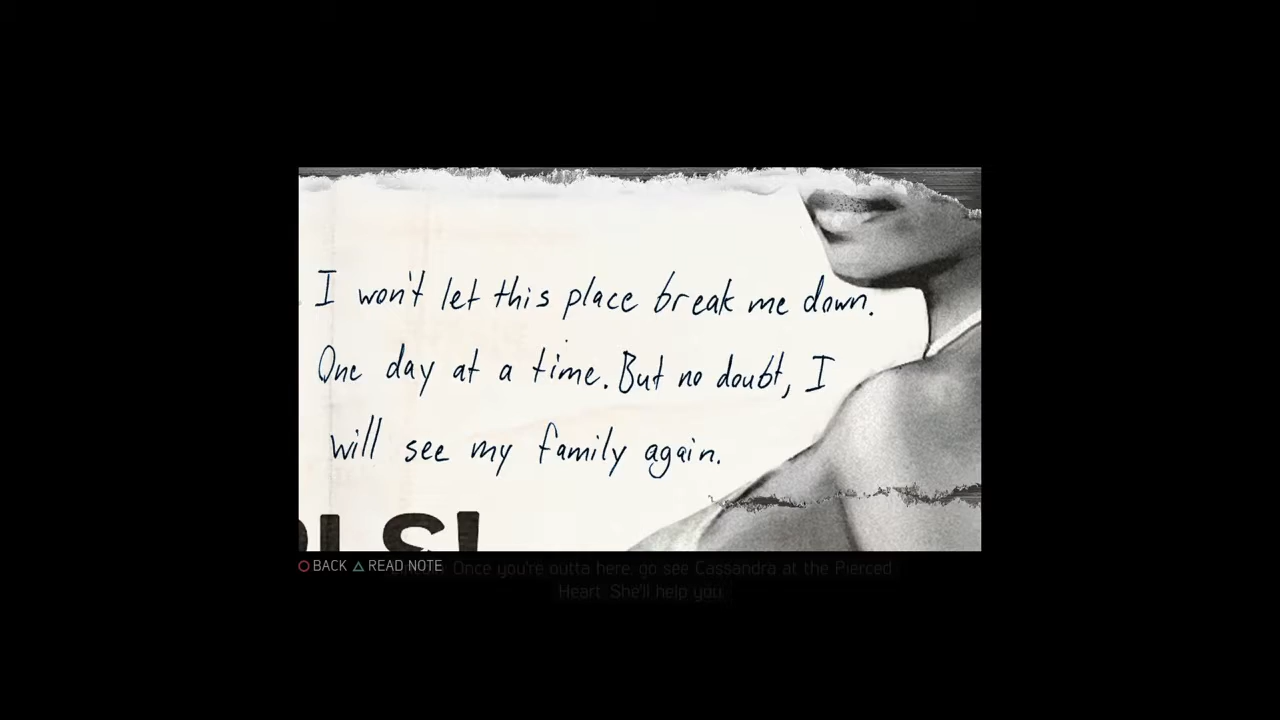 I won't let this place break me down.
One day at a time. But no doubt, I
will see my family again.
LS!
BACK READ NOTE
Once you're outta here, go see Cassandra at the Pierced
Heart. She'll help you.